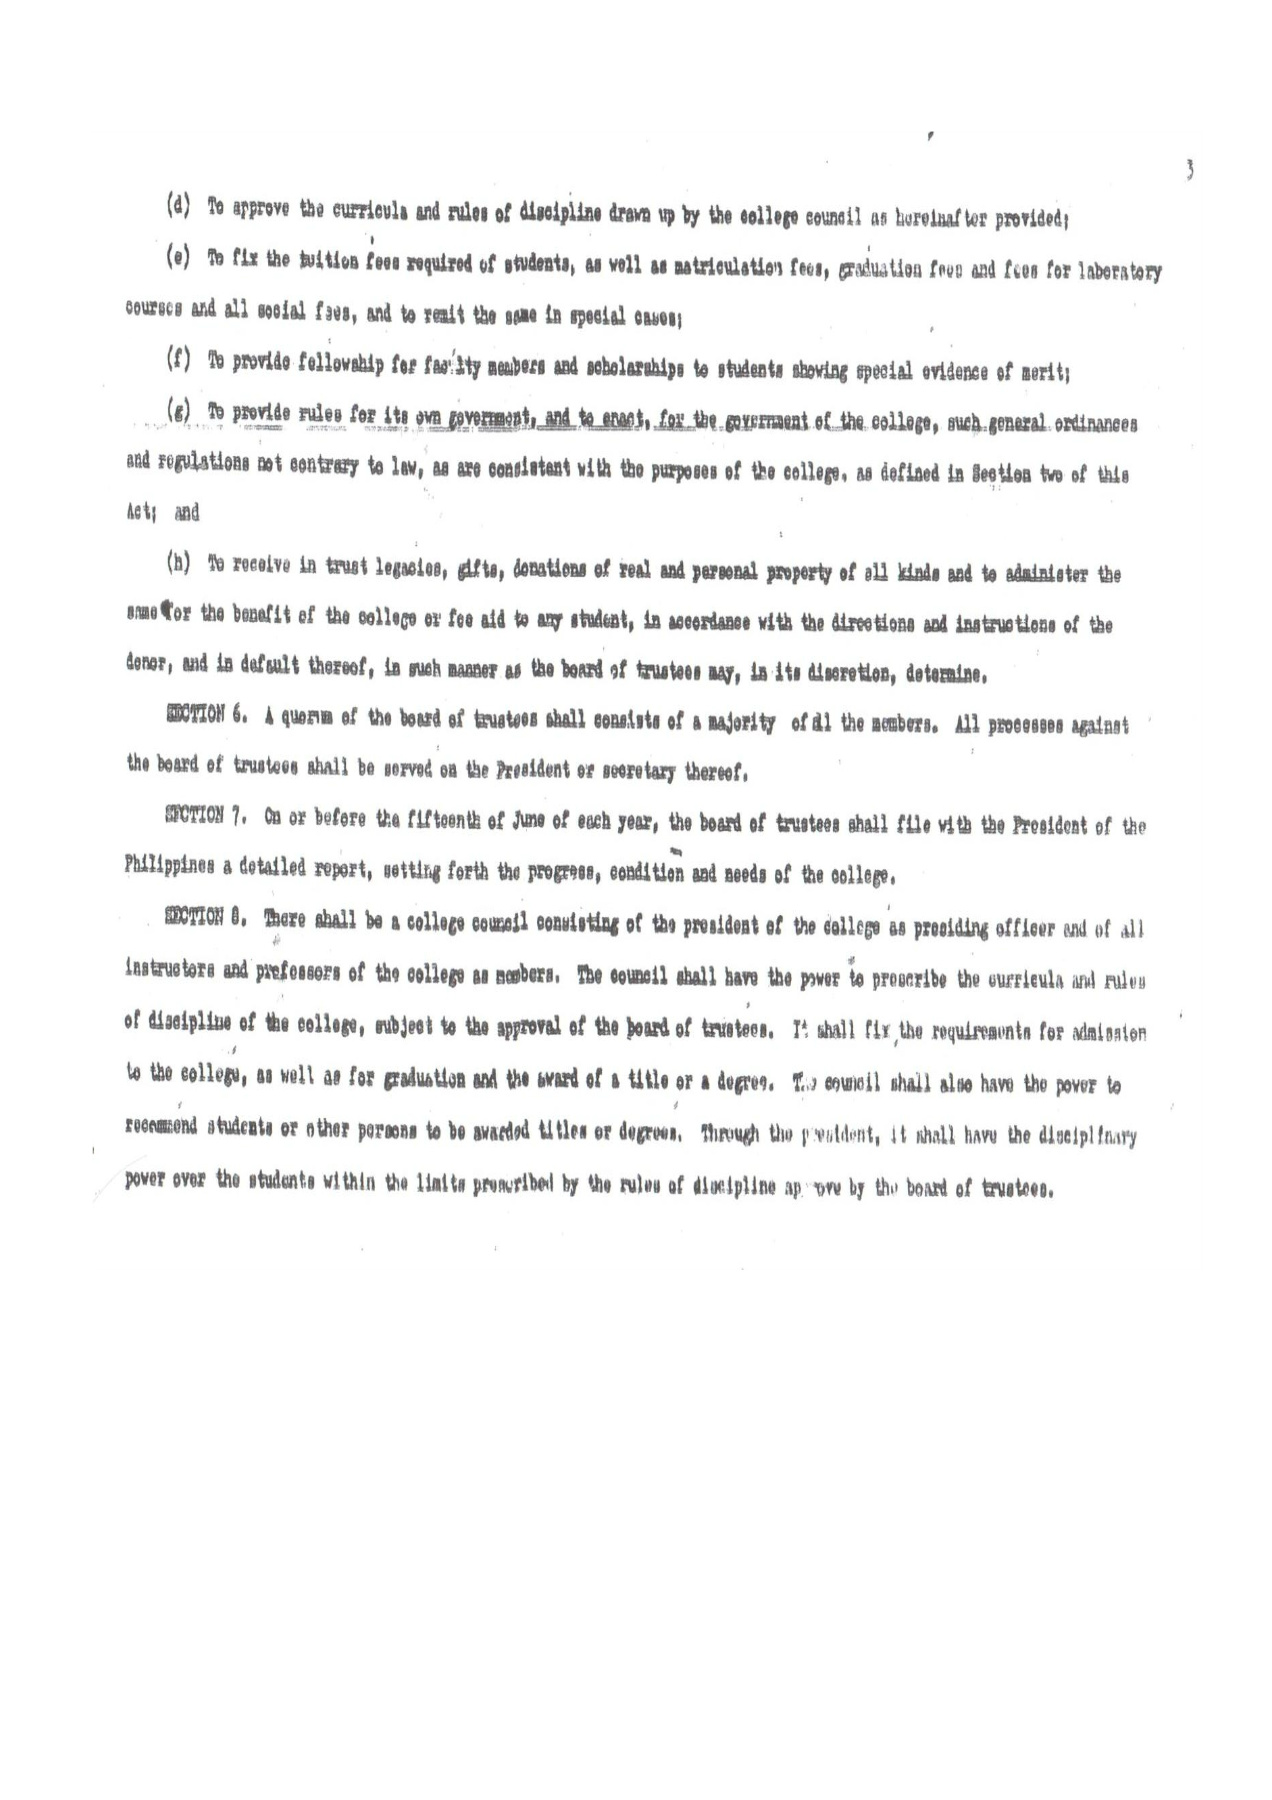 3
(d) To approve the curricula and rules of discipline drawn up by the college council as hereinafter provided;
(e) To fix the tuition fees required of students, as well as matriculation fees, graduation fees and fees for laboratory
courses and all social fees, and to remit the same in special cases;
(f) To provide fellowship for faculty members and scholarships to students showing special evidence of merit;
(g) To provide rules for its own government, and to enact, for the government of the college, such general ordinances
and regulations not contrary to law, as are consistent with the purposes of the college, as defined in Section two of this
Act; and
(h) To receive in trust legacies, gifts, donations of real and personal property of all kinds and to administer the
same for the benefit of the college or fee aid to any student, in accordance with the directions and instructions of the
donor, and in default thereof, in such manner as the board of trustees may, in its discretion, determine.
SECTION 6. A quorum of the board of trustees shall consists of a majority of all the members. All processes against
the board of trustees shall be served on the President or secretary thereof.
SECTION 7. On or before the fifteenth of June of each year, the board of trustees shall file with the President of the
Philippines a detailed report, setting forth the progress, condition and needs of the college.
SECTION 8. There shall be a college council consisting of the president of the college as presiding officer and of all
instructors and professors of the college as members. The council shall have the power to prescribe the curricula and rules
of discipline of the college, subject to the approval of the board of trustees. It shall fix the requirements for admission
to the college, as well as for graduation and the award of a title or a degree. The council shall also have the power to
recommend students or other persons to be awarded titles or degrees. Through the president, it shall have the disciplinary
power over the students within the limits prescribed by the rules of discipline approve by the board of trustees.